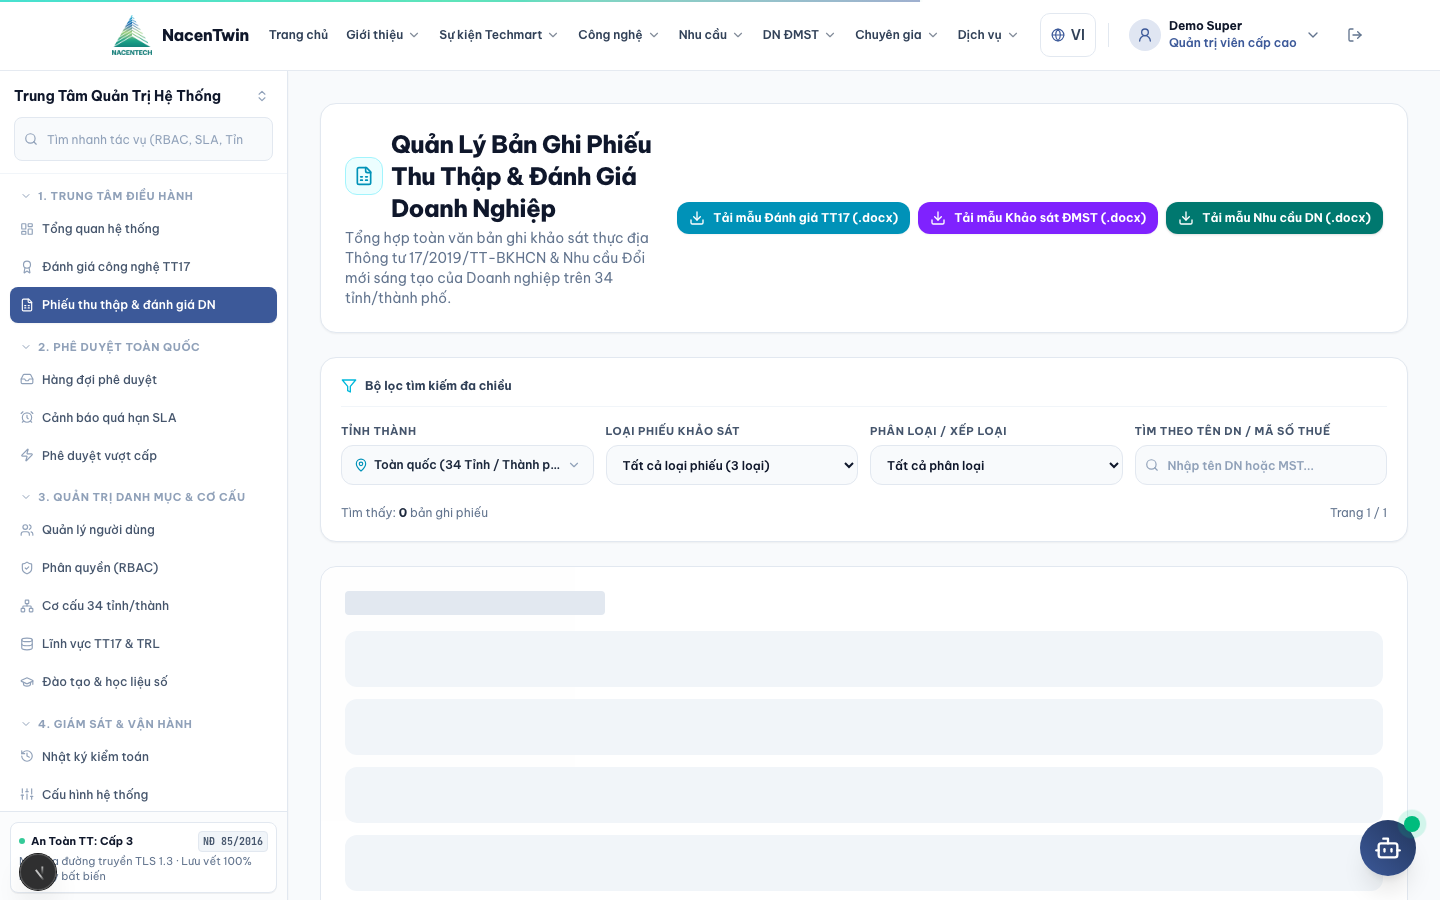 NACENTECH
NacenTwin
Trang chủ
Giới thiệu
Sự kiện Techmart
Công nghệ
Nhu cầu
DN ĐMST
Chuyên gia
Dịch vụ
VI
Demo Super
Quản trị viên cấp cao
Trung Tâm Quản Trị Hệ Thống
Tìm nhanh tác vụ (RBAC, SLA, Tỉn
1. TRUNG TÂM ĐIỀU HÀNH
Tổng quan hệ thống
Đánh giá công nghệ TT17
Phiếu thu thập & đánh giá DN
2. PHÊ DUYỆT TOÀN QUỐC
Hàng đợi phê duyệt
Cảnh báo quá hạn SLA
Phê duyệt vượt cấp
3. QUẢN TRỊ DANH MỤC & CƠ CẤU
Quản lý người dùng
Phân quyền (RBAC)
Cơ cấu 34 tỉnh/thành
Lĩnh vực TT17 & TRL
Đào tạo & học liệu số
4. GIÁM SÁT & VẬN HÀNH
Nhật ký kiểm toán
Cấu hình hệ thống
An Toàn TT: Cấp 3
NĐ 85/2016
đường truyền TLS 1.3 · Lưu vết 100%
bất biến
Quản Lý Bản Ghi Phiếu
Thu Thập & Đánh Giá
Doanh Nghiệp
Tổng hợp toàn văn bản ghi khảo sát thực địa
Thông tư 17/2019/TT-BKHCN & Nhu cầu Đổi
mới sáng tạo của Doanh nghiệp trên 34
tỉnh/thành phố.
Tải mẫu Đánh giá TT17 (.docx)
Tải mẫu Khảo sát ĐMST (.docx)
Tải mẫu Nhu cầu DN (.docx)
Bộ lọc tìm kiếm đa chiều
TỈNH THÀNH
LOẠI PHIẾU KHẢO SÁT
PHÂN LOẠI / XẾP LOẠI
TÌM THEO TÊN DN / MÃ SỐ THUẾ
Toàn quốc (34 Tỉnh / Thành p...
Tất cả loại phiếu (3 loại)
Tất cả phân loại
Nhập tên DN hoặc MST...
Tìm thấy: 0 bản ghi phiếu
Trang 1 / 1